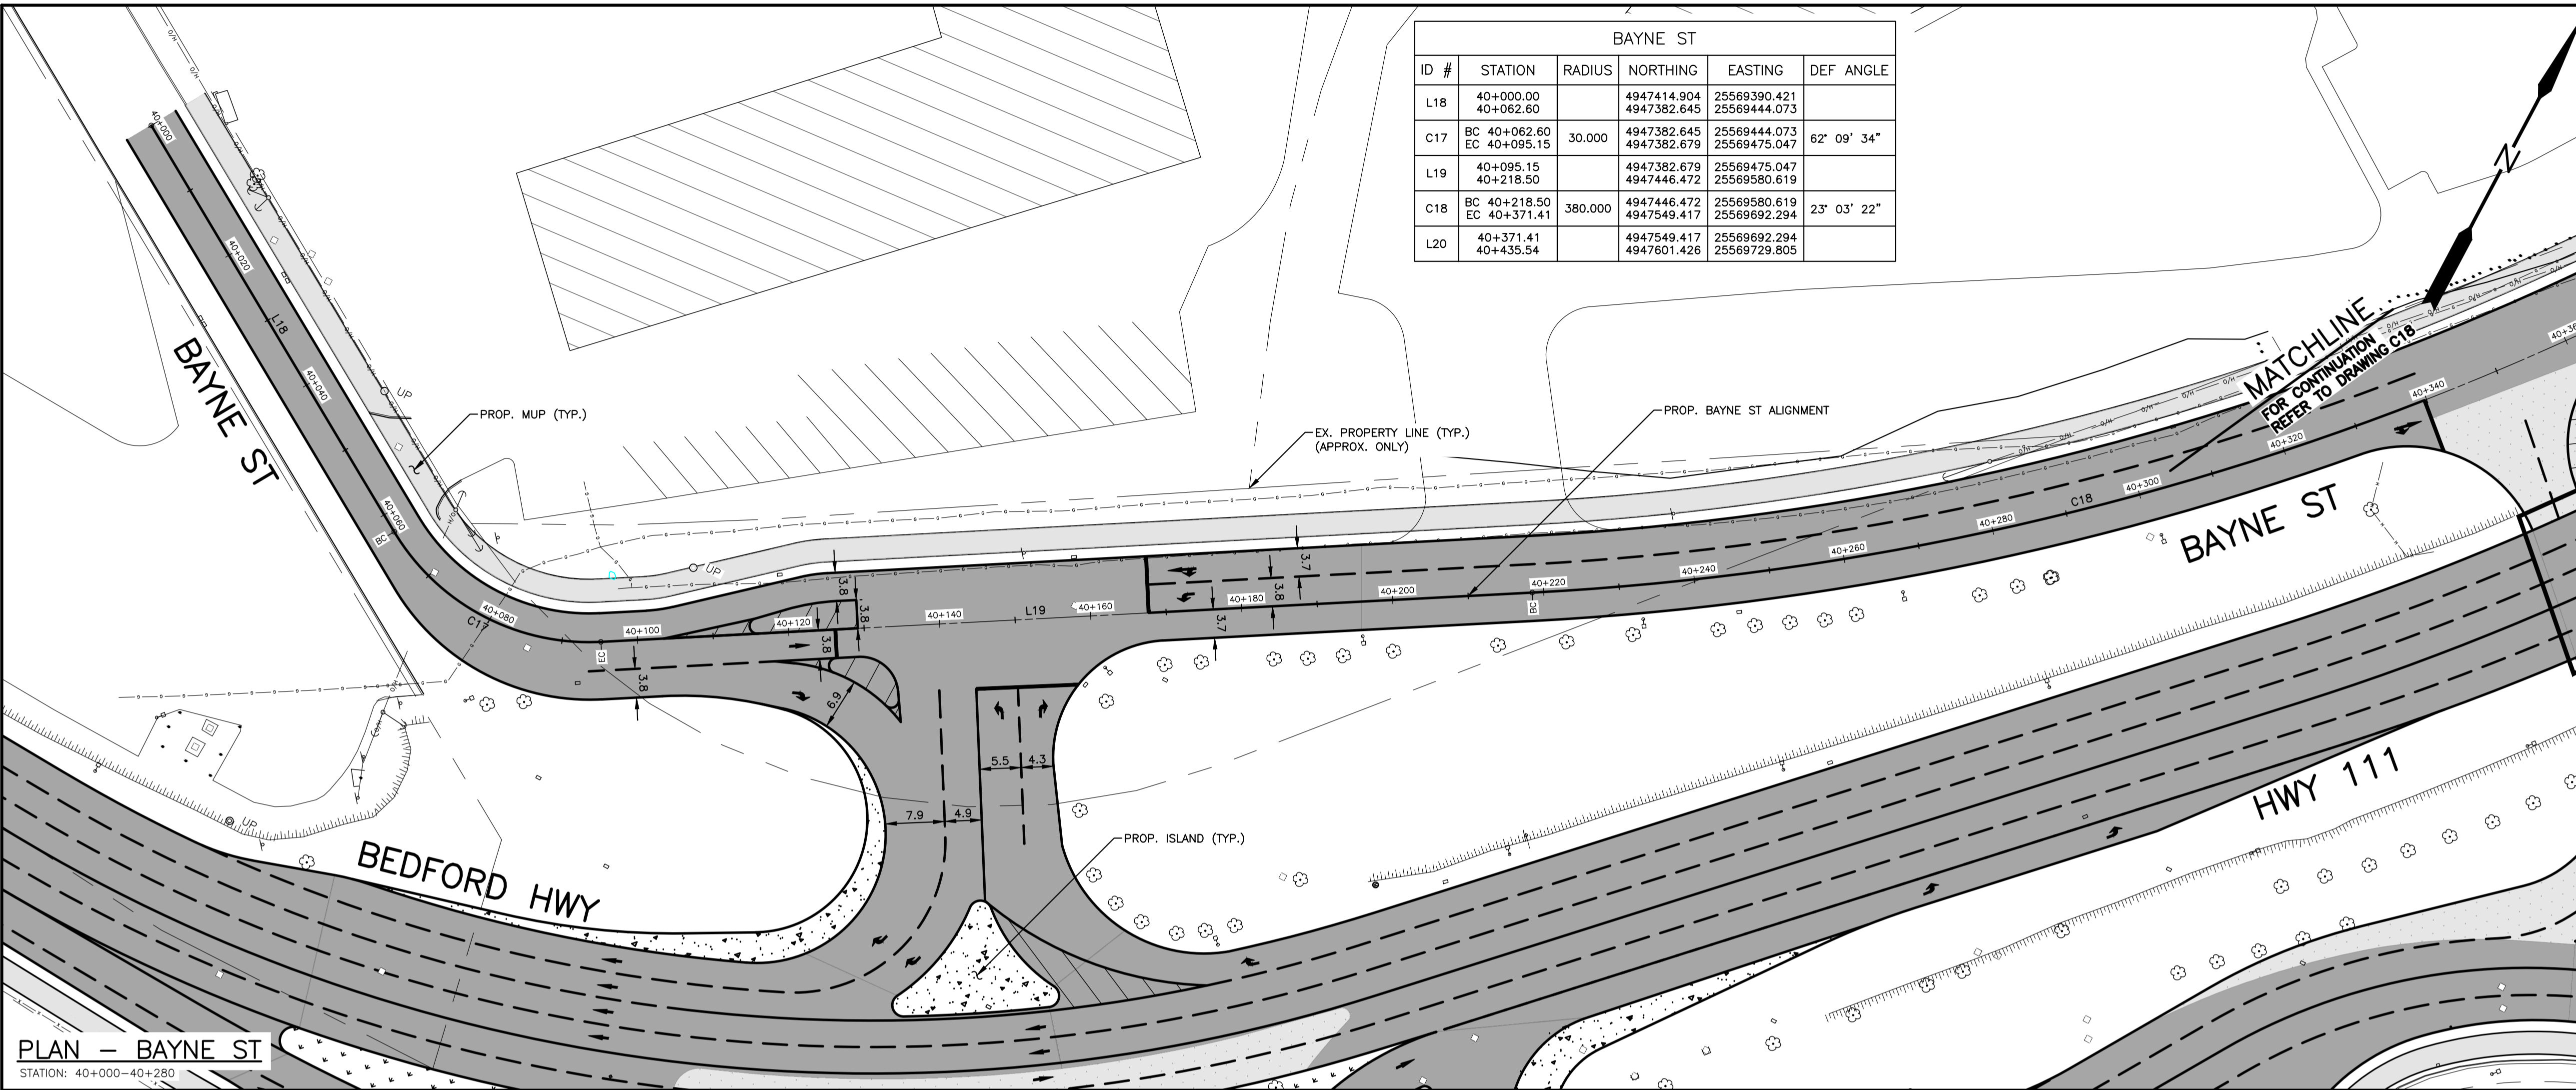 BAYNE ST
ID # STATION RADIUS NORTHING EASTING DEF ANGLE
L18 40+000.00 4947414.904 25569390.421
40+062.60 4947382.645 25569444.073
C17 BC 40+062.60 30.000 4947382.645 25569444.073 62° 09' 34"
EC 40+095.15 4947382.679 25569475.047
L19 40+095.15 4947382.679 25569475.047
40+218.50 4947446.472 25569580.619
C18 BC 40+218.50 380.000 4947446.472 25569580.619 23° 03' 22"
EC 40+371.41 4947549.417 25569692.294
L20 40+371.41 4947549.417 25569692.294
40+435.54 4947601.426 25569729.805
N
MATCHLINE
FOR CONTINUATION
REFER TO DRAWING C18
40+000
40+020
L18
40+040
BAYNE ST
UP
PROP. MUP (TYP.)
EX. PROPERTY LINE (TYP.)
(APPROX. ONLY)
PROP. BAYNE ST ALIGNMENT
40+060
BC
UP
40+080
C17
EC
40+100
40+120
40+140
L19
40+160
40+180
40+200
40+220
BC
40+240
40+260
40+280
C18
40+300
40+320
40+340
3.8
3.8
3.8
3.8
3.7
3.8
3.7
6.9
5.5
4.3
7.9
4.9
BAYNE ST
HWY 111
UP
BEDFORD HWY
PROP. ISLAND (TYP.)
PLAN – BAYNE ST
STATION: 40+000–40+280